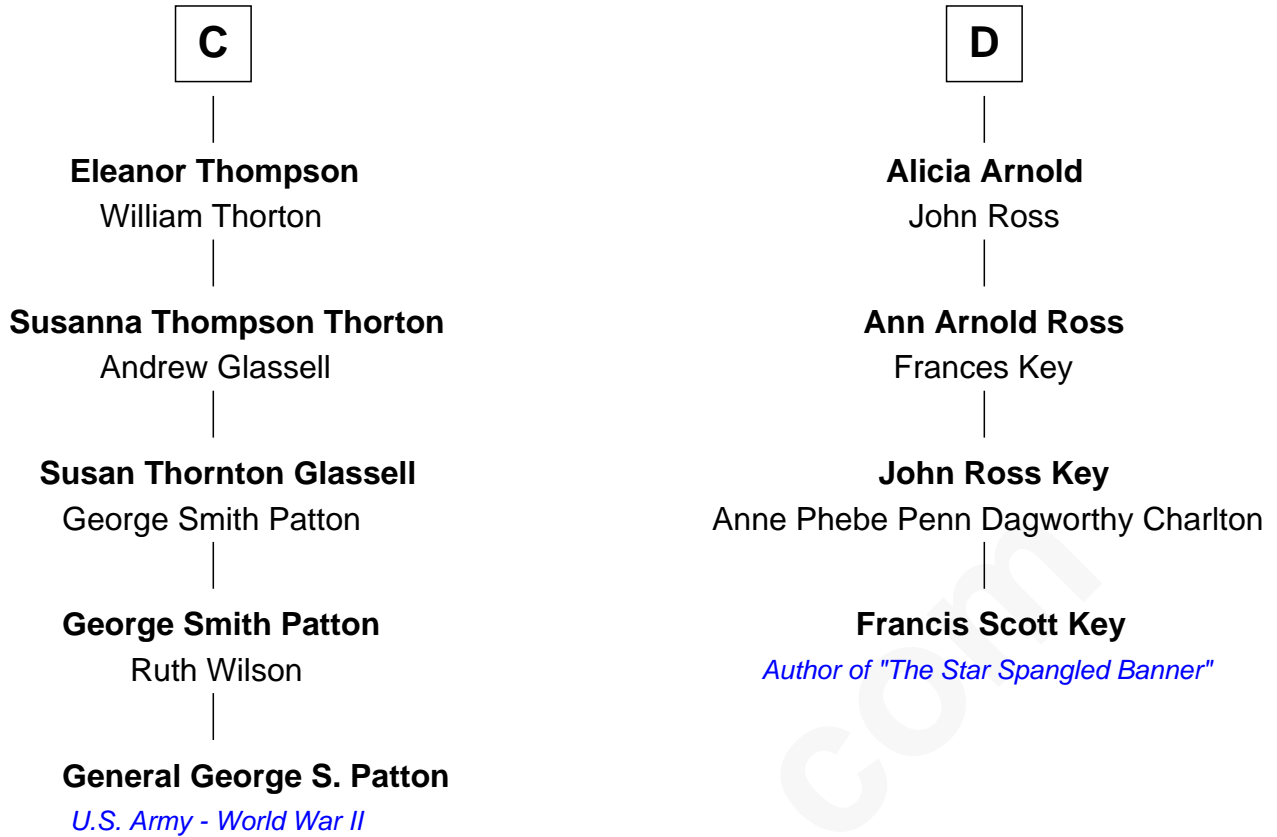 C
Eleanor Thompson
William Thorton
Susanna Thompson Thorton
Andrew Glassell
Susan Thornton Glassell
George Smith Patton
George Smith Patton
Ruth Wilson
General George S. Patton
U.S. Army - World War II
D
Alicia Arnold
John Ross
Ann Arnold Ross
Frances Key
John Ross Key
Anne Phebe Penn Dagworthy Charlton
Francis Scott Key
Author of "The Star Spangled Banner"
com